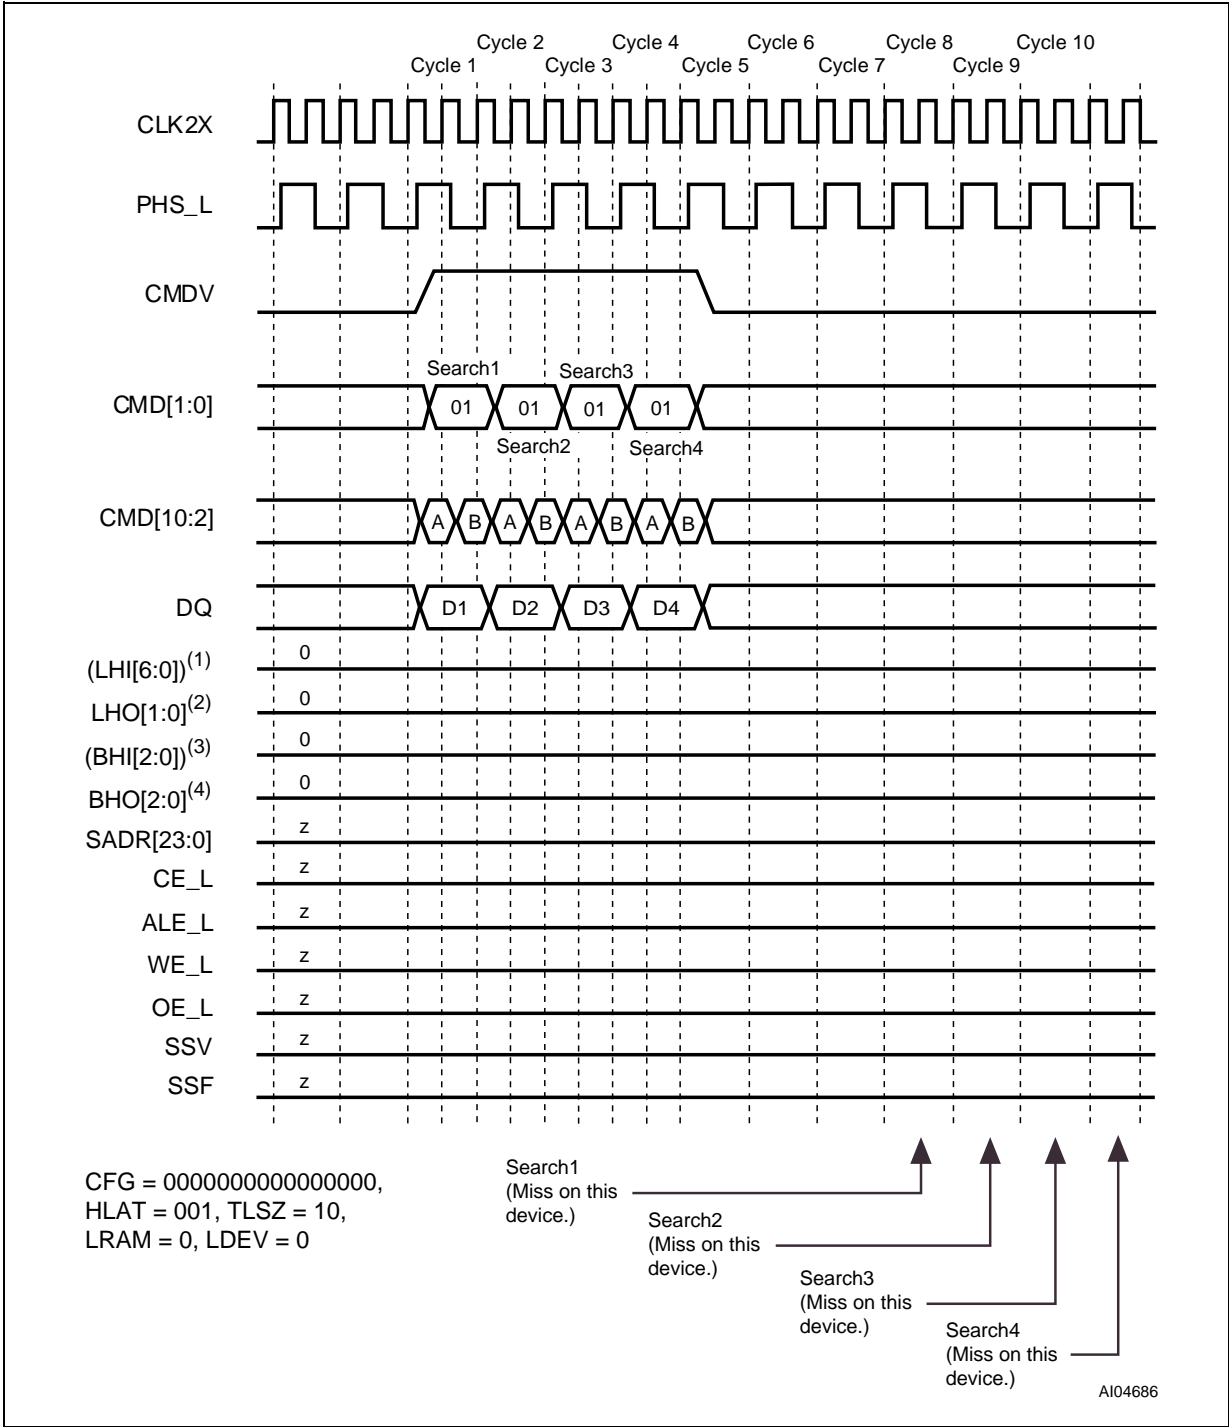 Cycle 2 Cycle 4 Cycle 6 Cycle 8 Cycle 10
Cycle 1 Cycle 3 Cycle 5 Cycle 7 Cycle 9
CLK2X
PHS_L
CMDV
Search1 Search3
CMD[1:0] 01 01 01 01
Search2 Search4
CMD[10:2] A B A B A B A B
DQ D1 D2 D3 D4
(LHI[6:0])(1) 0
LHO[1:0](2) 0
(BHI[2:0])(3) 0
BHO[2:0](4) 0
SADR[23:0] z
CE_L z
ALE_L z
WE_L z
OE_L z
SSV z
SSF z
CFG = 0000000000000000,
HLAT = 001, TLSZ = 10,
LRAM = 0, LDEV = 0
Search1
(Miss on this
device.)
Search2
(Miss on this
device.)
Search3
(Miss on this
device.)
Search4
(Miss on this
device.)
AI04686